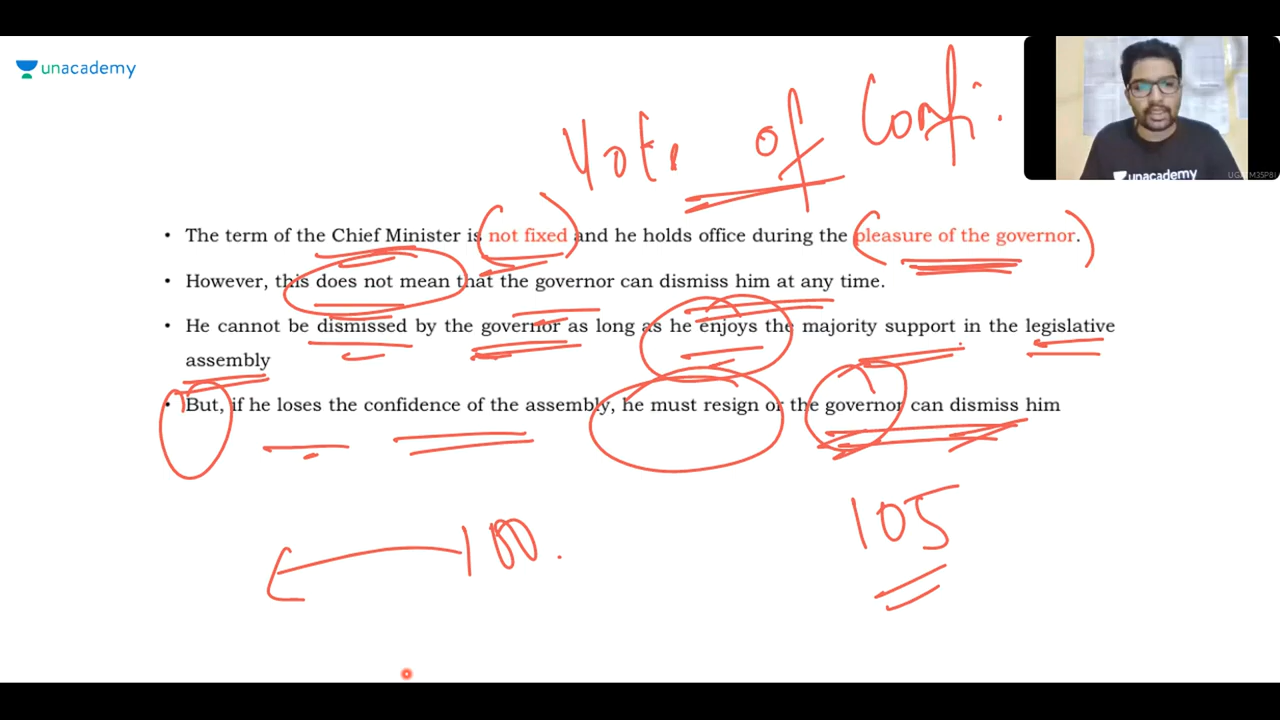 unacademy
Vote of Confi.
unacademy
• The term of the Chief Minister is not fixed and he holds office during the pleasure of the governor.
• However, this does not mean that the governor can dismiss him at any time.
• He cannot be dismissed by the governor as long as he enjoys the majority support in the legislative
assembly
• But, if he loses the confidence of the assembly, he must resign or the governor can dismiss him
105
100.